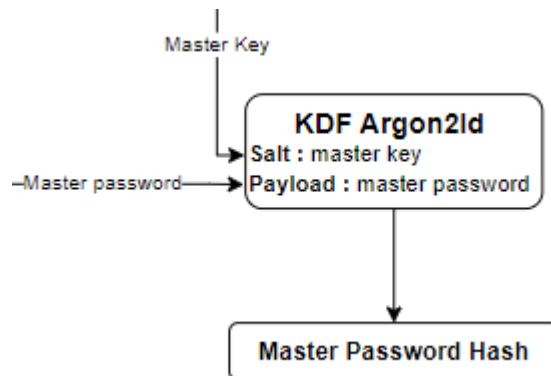 Master Key
KDF Argon2Id
Salt : master key
Master password
Payload : master password
Master Password Hash